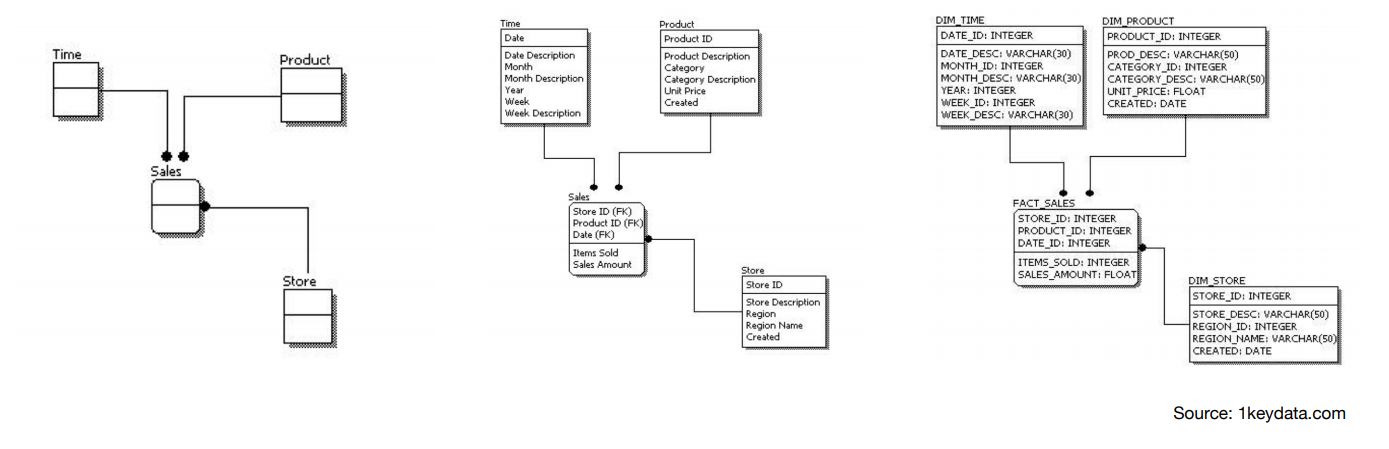 Time
Product
Sales
Store
Time
Date
Date Description
Month
Month Description
Year
Week
Week Description
Product
Product ID
Product Description
Category
Category Description
Unit Price
Created
Sales
Store ID (FK)
Product ID (FK)
Date (FK)
Items Sold
Sales Amount
Store
Store ID
Store Description
Region
Region Name
Created
DIM_TIME
DATE_ID: INTEGER
DATE_DESC: VARCHAR(30)
MONTH_ID: INTEGER
MONTH_DESC: VARCHAR(30)
YEAR: INTEGER
WEEK_ID: INTEGER
WEEK_DESC: VARCHAR(30)
DIM_PRODUCT
PRODUCT_ID: INTEGER
PROD_DESC: VARCHAR(50)
CATEGORY_ID: INTEGER
CATEGORY_DESC: VARCHAR(50)
UNIT_PRICE: FLOAT
CREATED: DATE
FACT_SALES
STORE_ID: INTEGER
PRODUCT_ID: INTEGER
DATE_ID: INTEGER
ITEMS_SOLD: INTEGER
SALES_AMOUNT: FLOAT
DIM_STORE
STORE_ID: INTEGER
STORE_DESC: VARCHAR(50)
REGION_ID: INTEGER
REGION_NAME: VARCHAR(50)
CREATED: DATE
Source: 1keydata.com